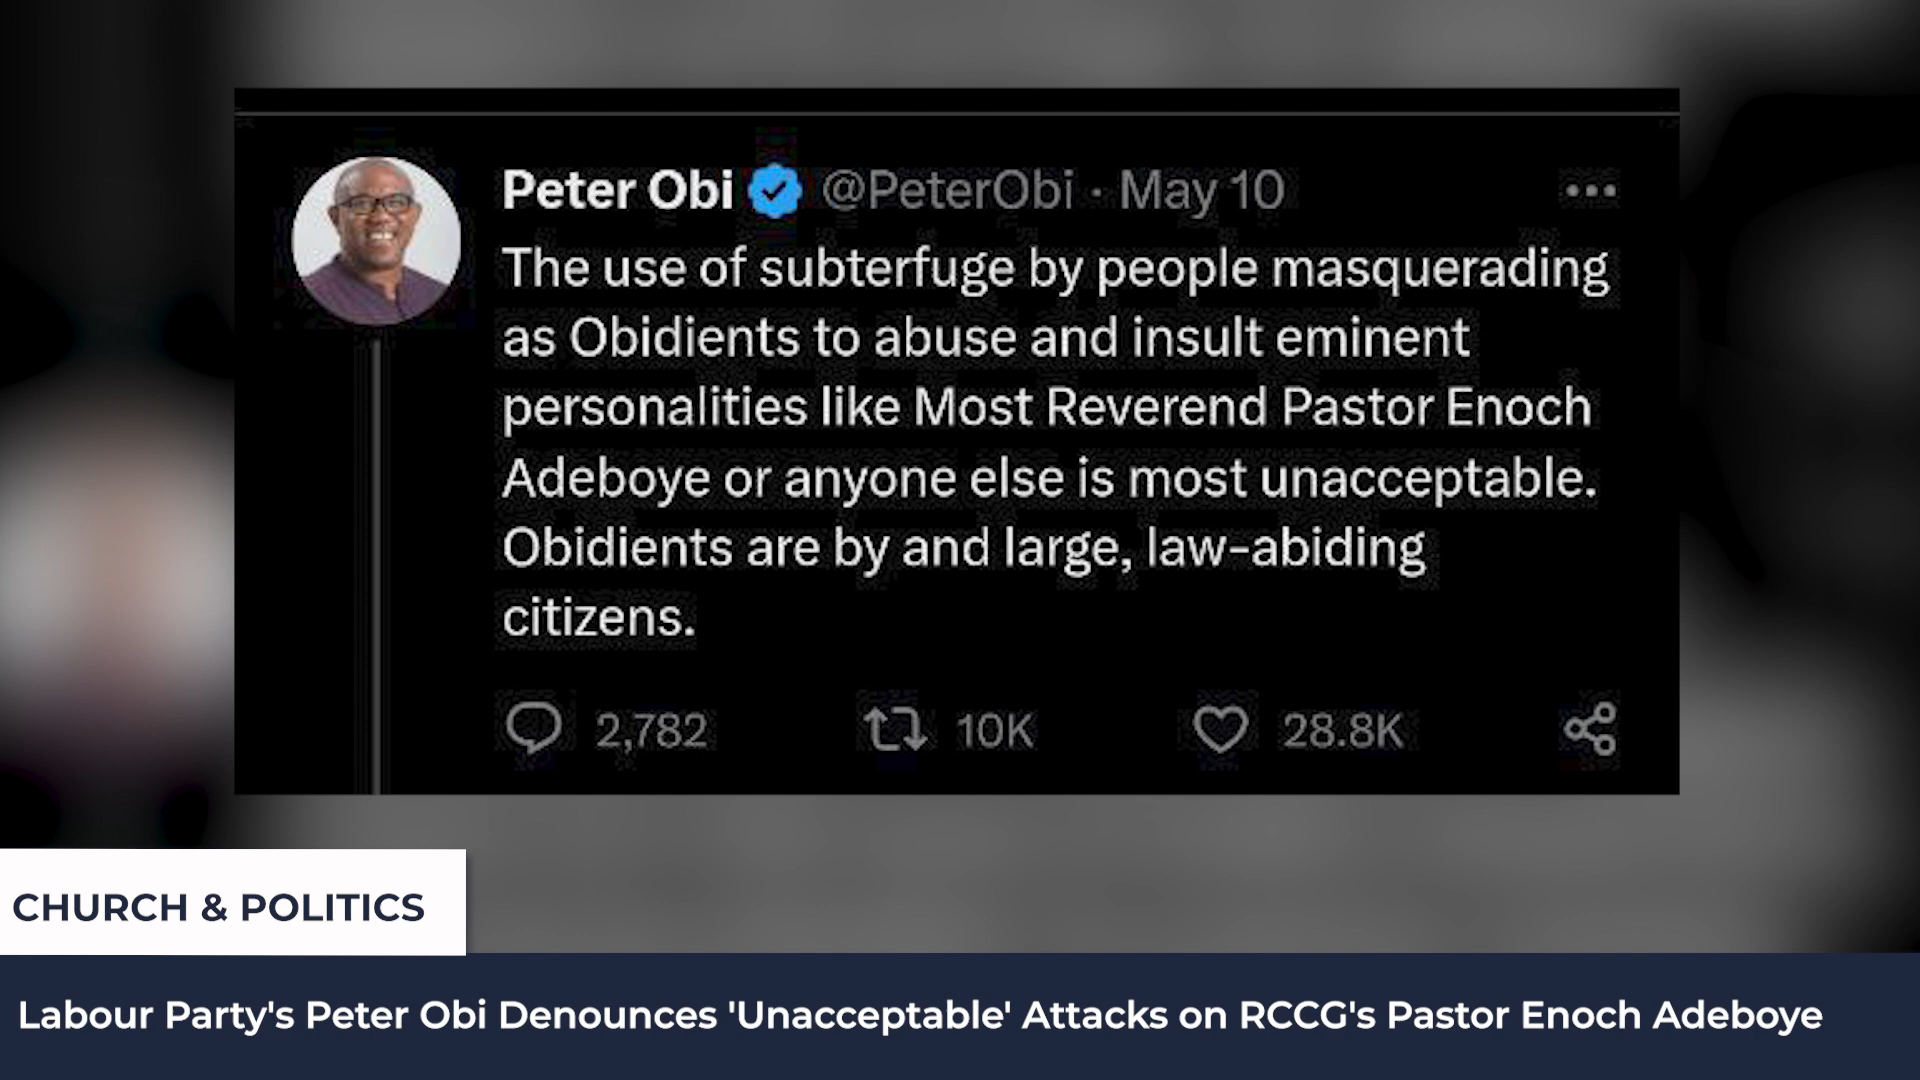 Peter Obi @PeterObi · May 10
The use of subterfuge by people masquerading
as Obidients to abuse and insult eminent
personalities like Most Reverend Pastor Enoch
Adeboye or anyone else is most unacceptable.
Obidients are by and large, law-abiding
citizens.
2,782 10K 28.8K
CHURCH & POLITICS
Labour Party's Peter Obi Denounces 'Unacceptable' Attacks on RCCG's Pastor Enoch Adeboye